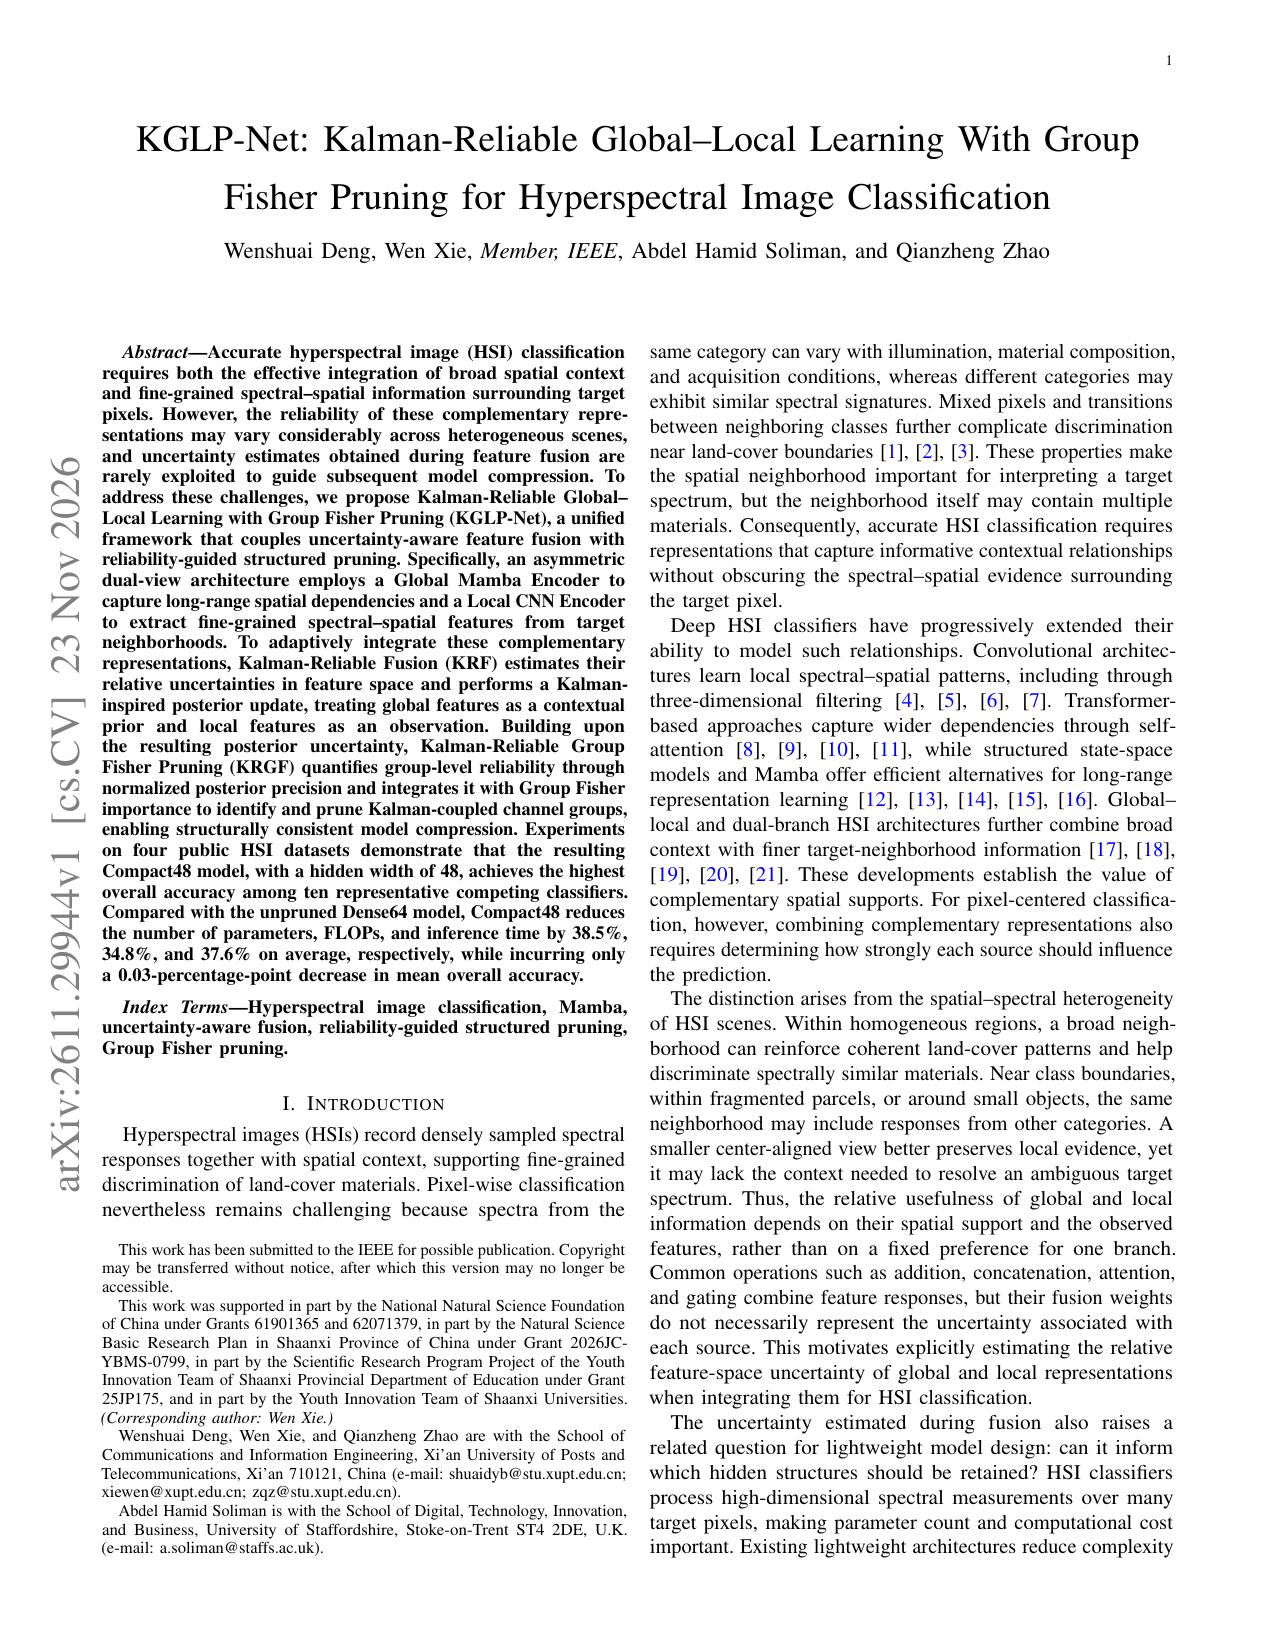 1
KGLP-Net: Kalman-Reliable Global–Local Learning With Group
Fisher Pruning for Hyperspectral Image Classification
Wenshuai Deng, Wen Xie, Member, IEEE, Abdel Hamid Soliman, and Qianzheng Zhao
arXiv:2611.29944v1 [cs.CV] 23 Nov 2026
Abstract—Accurate hyperspectral image (HSI) classification
requires both the effective integration of broad spatial context
and fine-grained spectral–spatial information surrounding target
pixels. However, the reliability of these complementary repre-
sentations may vary considerably across heterogeneous scenes,
and uncertainty estimates obtained during feature fusion are
rarely exploited to guide subsequent model compression. To
address these challenges, we propose Kalman-Reliable Global–
Local Learning with Group Fisher Pruning (KGLP-Net), a unified
framework that couples uncertainty-aware feature fusion with
reliability-guided structured pruning. Specifically, an asymmetric
dual-view architecture employs a Global Mamba Encoder to
capture long-range spatial dependencies and a Local CNN Encoder
to extract fine-grained spectral–spatial features from target
neighborhoods. To adaptively integrate these complementary
representations, Kalman-Reliable Fusion (KRF) estimates their
relative uncertainties in feature space and performs a Kalman-
inspired posterior update, treating global features as a contextual
prior and local features as an observation. Building upon
the resulting posterior uncertainty, Kalman-Reliable Group
Fisher Pruning (KRGF) quantifies group-level reliability through
normalized posterior precision and integrates it with Group Fisher
importance to identify and prune Kalman-coupled channel groups,
enabling structurally consistent model compression. Experiments
on four public HSI datasets demonstrate that the resulting
Compact48 model, with a hidden width of 48, achieves the highest
overall accuracy among ten representative competing classifiers.
Compared with the unpruned Dense64 model, Compact48 reduces
the number of parameters, FLOPs, and inference time by 38.5%,
34.8%, and 37.6% on average, respectively, while incurring only
a 0.03-percentage-point decrease in mean overall accuracy.
Index Terms—Hyperspectral image classification, Mamba,
uncertainty-aware fusion, reliability-guided structured pruning,
Group Fisher pruning.
I. INTRODUCTION
Hyperspectral images (HSIs) record densely sampled spectral
responses together with spatial context, supporting fine-grained
discrimination of land-cover materials. Pixel-wise classification
nevertheless remains challenging because spectra from the
This work has been submitted to the IEEE for possible publication. Copyright
may be transferred without notice, after which this version may no longer be
accessible.
This work was supported in part by the National Natural Science Foundation
of China under Grants 61901365 and 62071379, in part by the Natural Science
Basic Research Plan in Shaanxi Province of China under Grant 2026JC-
YBMS-0799, in part by the Scientific Research Program Project of the Youth
Innovation Team of Shaanxi Provincial Department of Education under Grant
25JP175, and in part by the Youth Innovation Team of Shaanxi Universities.
(Corresponding author: Wen Xie.)
Wenshuai Deng, Wen Xie, and Qianzheng Zhao are with the School of
Communications and Information Engineering, Xi'an University of Posts and
Telecommunications, Xi'an 710121, China (e-mail: shuaidyb@stu.xupt.edu.cn;
xiewen@xupt.edu.cn; zqz@stu.xupt.edu.cn).
Abdel Hamid Soliman is with the School of Digital, Technology, Innovation,
and Business, University of Staffordshire, Stoke-on-Trent ST4 2DE, U.K.
(e-mail: a.soliman@staffs.ac.uk).
same category can vary with illumination, material composition,
and acquisition conditions, whereas different categories may
exhibit similar spectral signatures. Mixed pixels and transitions
between neighboring classes further complicate discrimination
near land-cover boundaries [1], [2], [3]. These properties make
the spatial neighborhood important for interpreting a target
spectrum, but the neighborhood itself may contain multiple
materials. Consequently, accurate HSI classification requires
representations that capture informative contextual relationships
without obscuring the spectral–spatial evidence surrounding
the target pixel.
Deep HSI classifiers have progressively extended their
ability to model such relationships. Convolutional architec-
tures learn local spectral–spatial patterns, including through
three-dimensional filtering [4], [5], [6], [7]. Transformer-
based approaches capture wider dependencies through self-
attention [8], [9], [10], [11], while structured state-space
models and Mamba offer efficient alternatives for long-range
representation learning [12], [13], [14], [15], [16]. Global–
local and dual-branch HSI architectures further combine broad
context with finer target-neighborhood information [17], [18],
[19], [20], [21]. These developments establish the value of
complementary spatial supports. For pixel-centered classifica-
tion, however, combining complementary representations also
requires determining how strongly each source should influence
the prediction.
The distinction arises from the spatial–spectral heterogeneity
of HSI scenes. Within homogeneous regions, a broad neigh-
borhood can reinforce coherent land-cover patterns and help
discriminate spectrally similar materials. Near class boundaries,
within fragmented parcels, or around small objects, the same
neighborhood may include responses from other categories. A
smaller center-aligned view better preserves local evidence, yet
it may lack the context needed to resolve an ambiguous target
spectrum. Thus, the relative usefulness of global and local
information depends on their spatial support and the observed
features, rather than on a fixed preference for one branch.
Common operations such as addition, concatenation, attention,
and gating combine feature responses, but their fusion weights
do not necessarily represent the uncertainty associated with
each source. This motivates explicitly estimating the relative
feature-space uncertainty of global and local representations
when integrating them for HSI classification.
The uncertainty estimated during fusion also raises a
related question for lightweight model design: can it inform
which hidden structures should be retained? HSI classifiers
process high-dimensional spectral measurements over many
target pixels, making parameter count and computational cost
important. Existing lightweight architectures reduce complexity